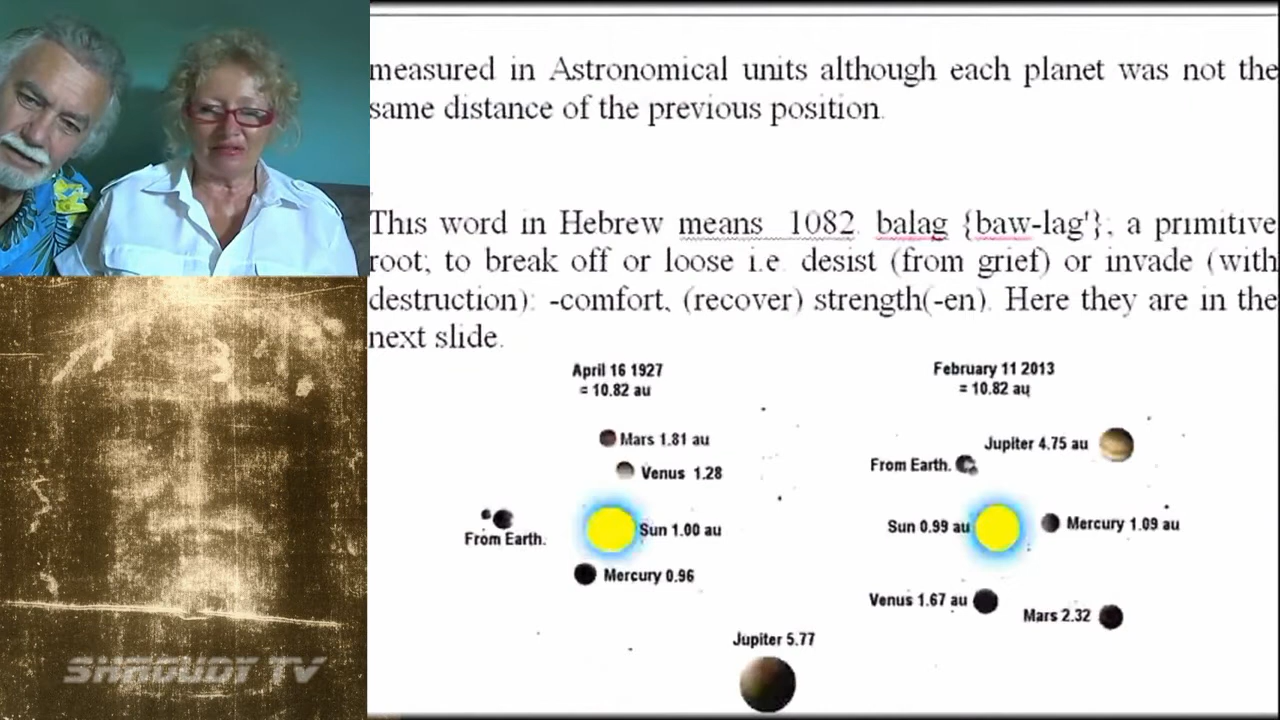 measured in Astronomical units although each planet was not the
same distance of the previous position.
This word in Hebrew means 1082. balag {baw-lag'}; a primitive
root; to break off or loose i.e. desist (from grief) or invade (with
destruction): -comfort, (recover) strength(-en). Here they are in the
next slide.
April 16 1927
= 10.82 au
Mars 1.81 au
Venus 1.28
Sun 1.00 au
From Earth.
Mercury 0.96
Jupiter 5.77
February 11 2013
= 10.82 au
Jupiter 4.75 au
From Earth.
Sun 0.99 au
Mercury 1.09 au
Venus 1.67 au
Mars 2.32
SHROUDT TV